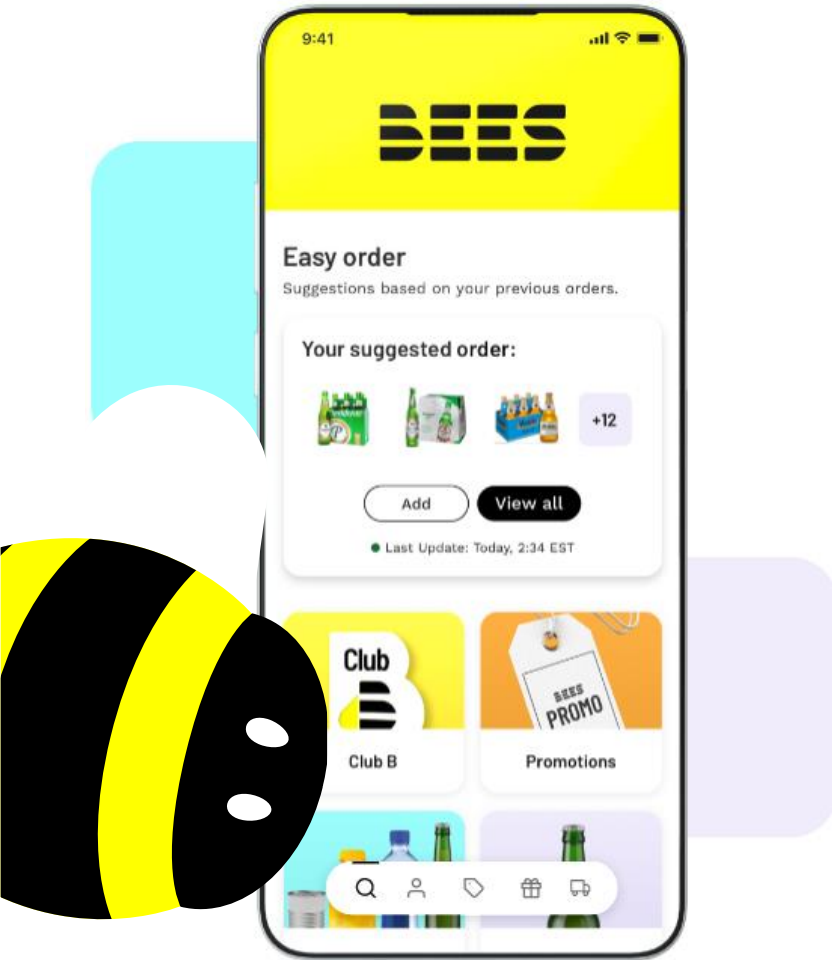 9:41
BEES
Easy order
Suggestions based on your previous orders.
Your suggested order:
+12
Add
View all
Last Update: Today, 2:34 EST
Club
B
BEES
PROMO
Club B
Promotions